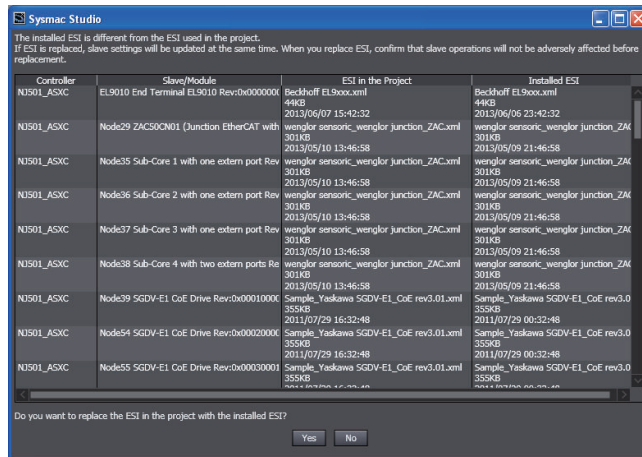 Sysmac Studio
The installed ESI is different from the ESI used in the project.
If ESI is replaced, slave settings will be updated at the same time. When you replace ESI, confirm that slave operations will not be adversely affected before
replacement.
Controller Slave/Module ESI in the Project Installed ESI
NJ501_ASXC EL9010 End Terminal EL9010 Rev:0x0000000 Beckhoff EL9xxx.xml Beckhoff EL9xxx.xml
44KB 44KB
2013/06/07 15:42:32 2013/06/06 23:42:32
NJ501_ASXC Node29 ZAC50CN01 (Junction EtherCAT with wenglor sensoric_wenglor junction_ZAC.xml wenglor sensoric_wenglor junction_ZAC
301KB 301KB
2013/05/10 13:46:58 2013/05/09 21:46:58
NJ501_ASXC Node35 Sub-Core 1 with one extern port Rev wenglor sensoric_wenglor junction_ZAC.xml wenglor sensoric_wenglor junction_ZAC
301KB 301KB
2013/05/10 13:46:58 2013/05/09 21:46:58
NJ501_ASXC Node36 Sub-Core 2 with one extern port Rev wenglor sensoric_wenglor junction_ZAC.xml wenglor sensoric_wenglor junction_ZAC
301KB 301KB
2013/05/10 13:46:58 2013/05/09 21:46:58
NJ501_ASXC Node37 Sub-Core 3 with one extern port Rev wenglor sensoric_wenglor junction_ZAC.xml wenglor sensoric_wenglor junction_ZAC
301KB 301KB
2013/05/10 13:46:58 2013/05/09 21:46:58
NJ501_ASXC Node38 Sub-Core 4 with two extern ports Re wenglor sensoric_wenglor junction_ZAC.xml wenglor sensoric_wenglor junction_ZAC
301KB 301KB
2013/05/10 13:46:58 2013/05/09 21:46:58
NJ501_ASXC Node39 SGDV-E1 CoE Drive Rev:0x00010000 Sample_Yaskawa SGDV-E1_CoE rev3.01.xml Sample_Yaskawa SGDV-E1_CoE rev3.0
355KB 355KB
2011/07/29 16:32:48 2011/07/29 00:32:48
NJ501_ASXC Node54 SGDV-E1 CoE Drive Rev:0x00020000 Sample_Yaskawa SGDV-E1_CoE rev3.01.xml Sample_Yaskawa SGDV-E1_CoE rev3.0
355KB 355KB
2011/07/29 16:32:48 2011/07/29 00:32:48
NJ501_ASXC Node55 SGDV-E1 CoE Drive Rev:0x00030001 Sample_Yaskawa SGDV-E1_CoE rev3.01.xml Sample_Yaskawa SGDV-E1_CoE rev3.0
355KB 355KB
Do you want to replace the ESI in the project with the installed ESI?
Yes No